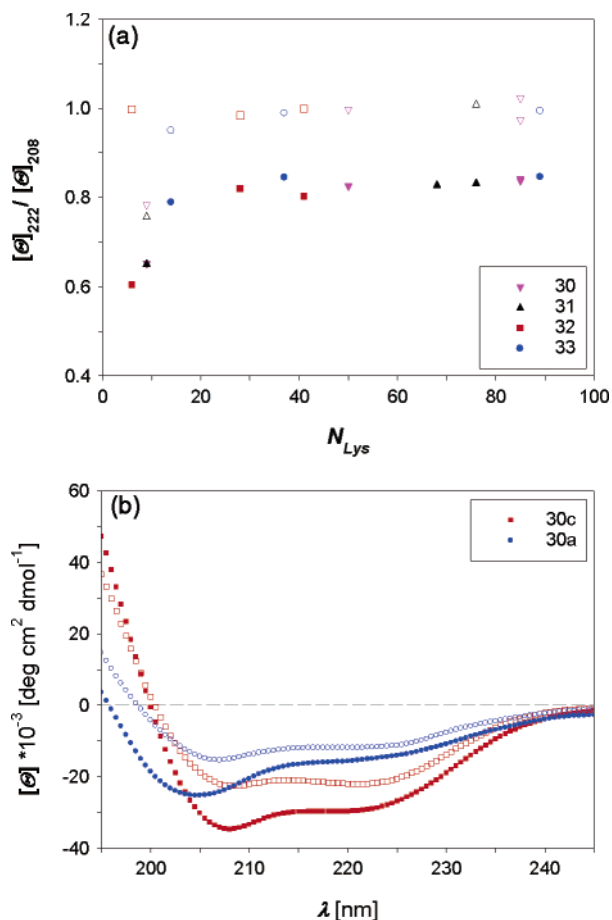 (a)
[Θ]222 / [Θ]208
1.2
1.0
0.8
0.6
0.4
0 20 40 60 80 100
N_Lys
30
31
32
33
(b)
[Θ] *10⁻³ [deg cm² dmol⁻¹]
60
40
20
0
-20
-40
200 210 220 230 240
λ [nm]
30c
30a